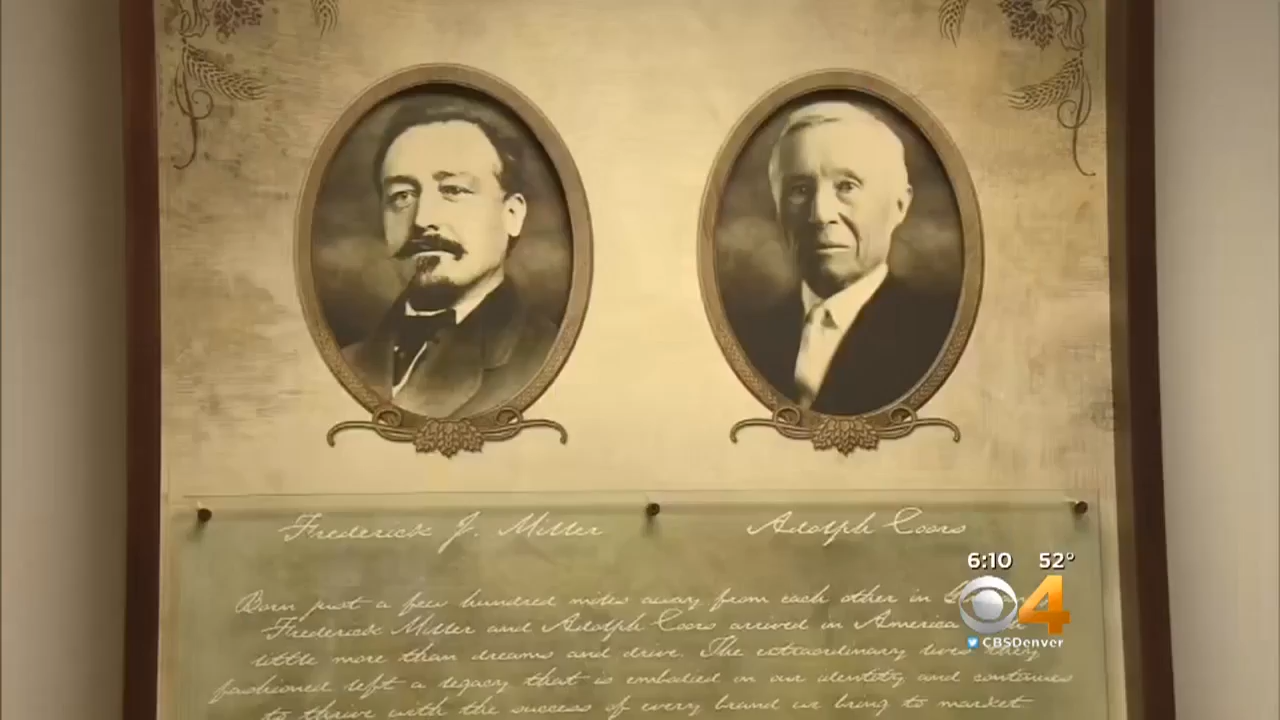 Frederick J. Miller
Adolph Coors
Born just a few hundred miles away from each other in
Frederick Miller and Adolph Coors arrived in America
little more than dreams and drive. The extraordinary lives they
fashioned left a legacy that is embodied in our identity and continues
to thrive with the success of every brand we bring to market.
6:10 52°
4
CBSDenver